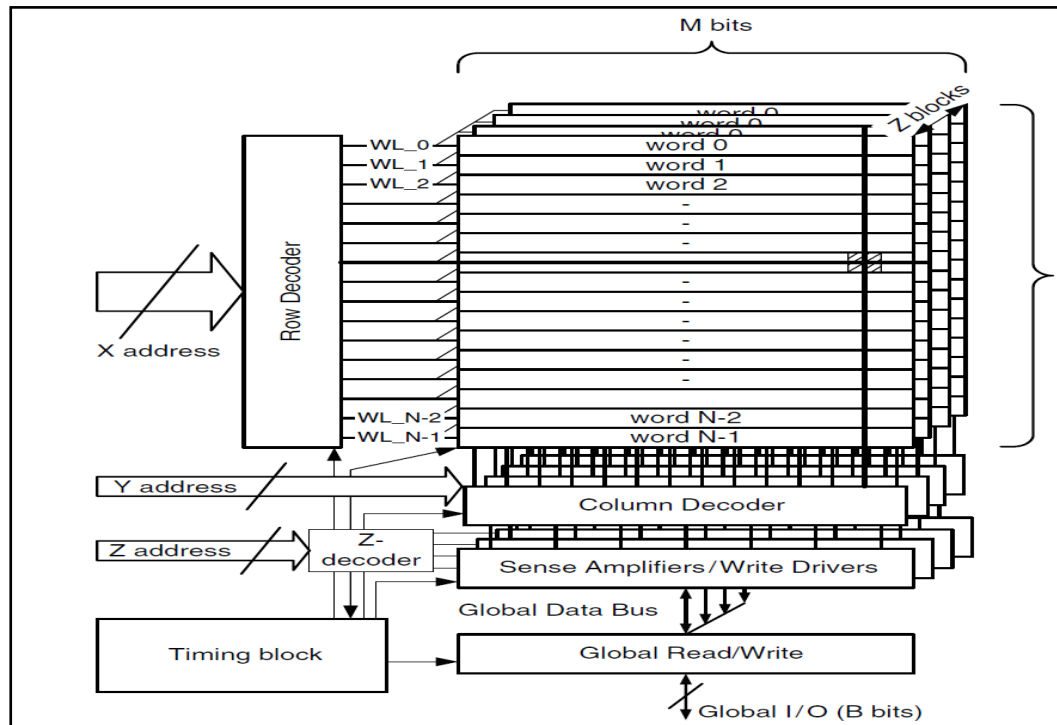 M bits
Z blocks
word 0
word 0
word 0
WL_0
word 0
WL_1
word 1
WL_2
word 2
-
-
-
-
-
-
-
-
-
Row Decoder
X address
WL_N-2
word N-2
WL_N-1
word N-1
Y address
Column Decoder
Z address
Z-
decoder
Sense Amplifiers/Write Drivers
Global Data Bus
Timing block
Global Read/Write
Global I/O (B bits)